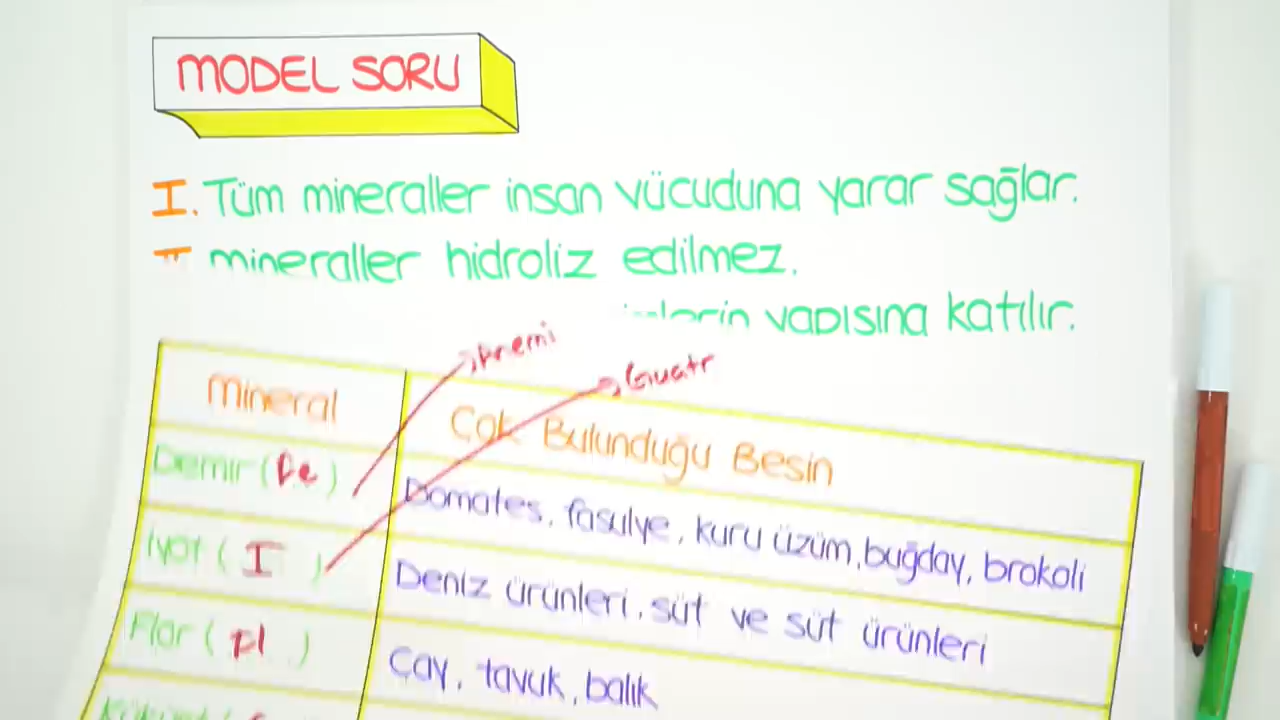 MODEL SORU
I. Tüm mineraller insan vücuduna yarar sağlar.
mineraller hidroliz edilmez.
yapısına katılır.
Anemi
Guatr
Mineral
Çok Bulunduğu Besin
Demir (Fe)
Domates, fasulye, kuru üzüm, buğday, brokoli
İyot ( I )
Deniz ürünleri, süt ve süt ürünleri
Flor ( )
Çay, tavuk, balık